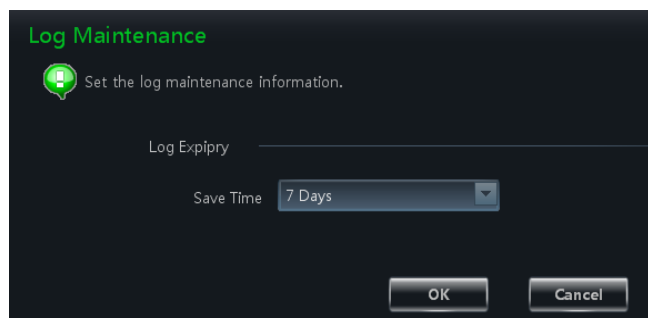 Log Maintenance
Set the log maintenance information.
Log Expipry
Save Time 7 Days
OK Cancel